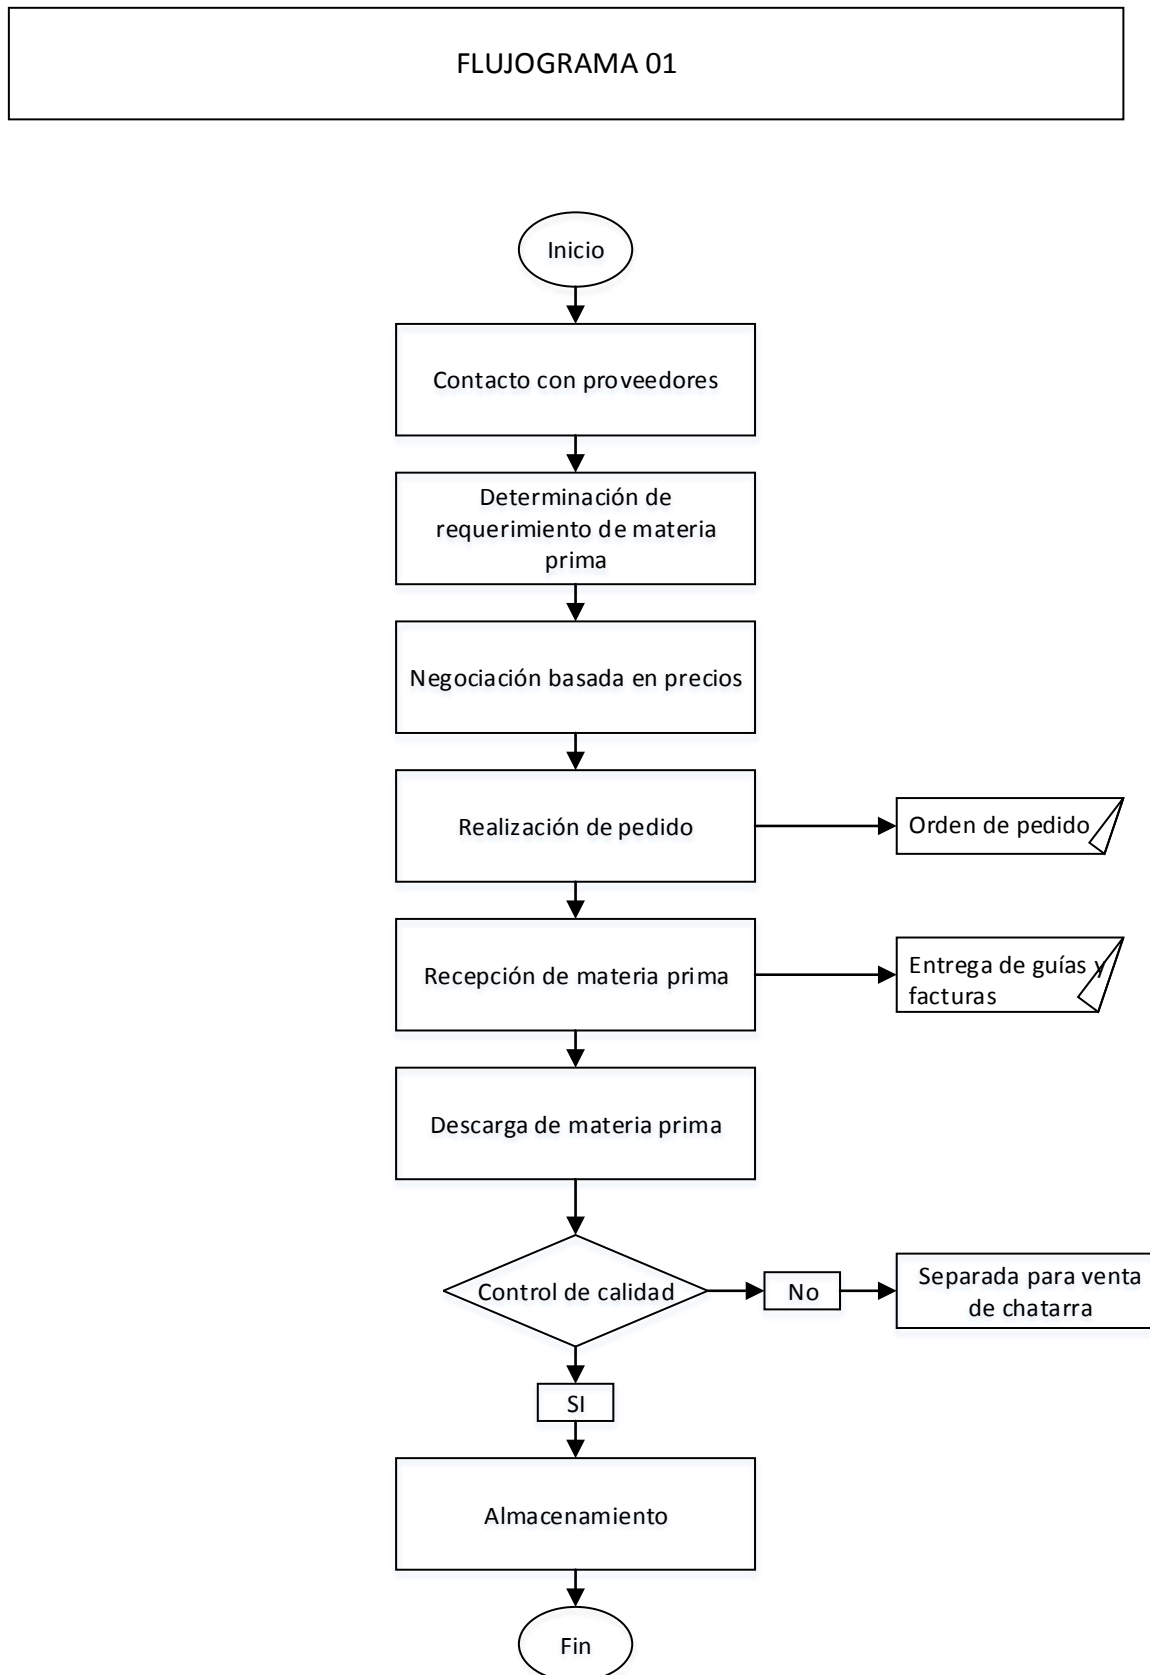 FLUJOGRAMA 01
Inicio
Contacto con proveedores
Determinación de
requerimiento de materia
prima
Negociación basada en precios
Realización de pedido
Orden de pedido
Recepción de materia prima
Entrega de guías y
facturas
Descarga de materia prima
Control de calidad
No
Separada para venta
de chatarra
SI
Almacenamiento
Fin